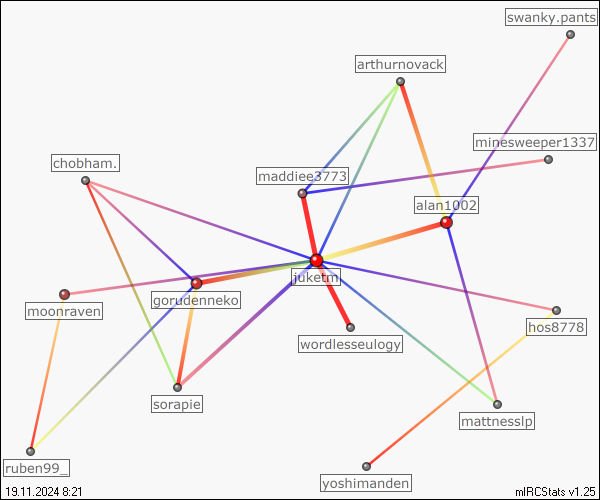 swanky.pants
arthurnovack
minesweeper1337
chobham.
maddiee3773
alan1002
juketm
gorudenneko
moonraven
hos8778
wordlesseulogy
sorapie
mattnesslp
ruben99_
yoshimanden
19.11.2024 8:21
mIRCStats v1.25